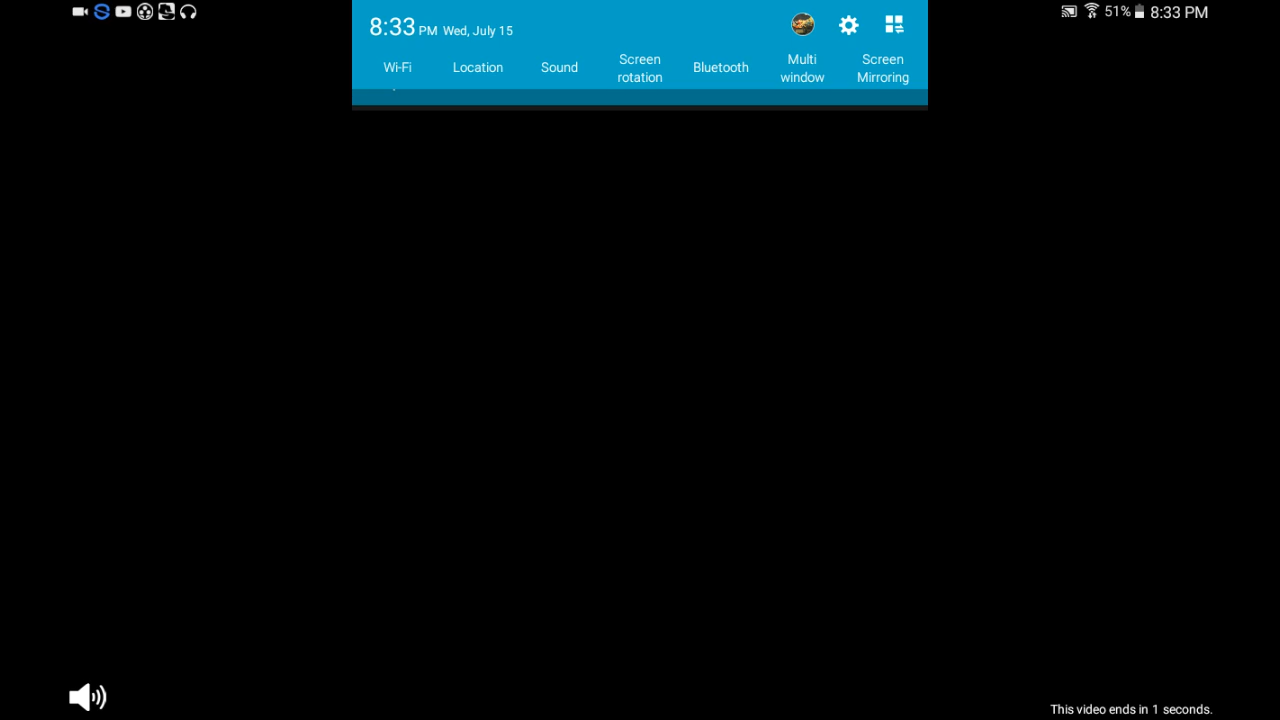 8:33 PM Wed, July 15
51% 8:33 PM
Wi-Fi
Location
Sound
Screen
rotation
Bluetooth
Multi
window
Screen
Mirroring
This video ends in 1 seconds.